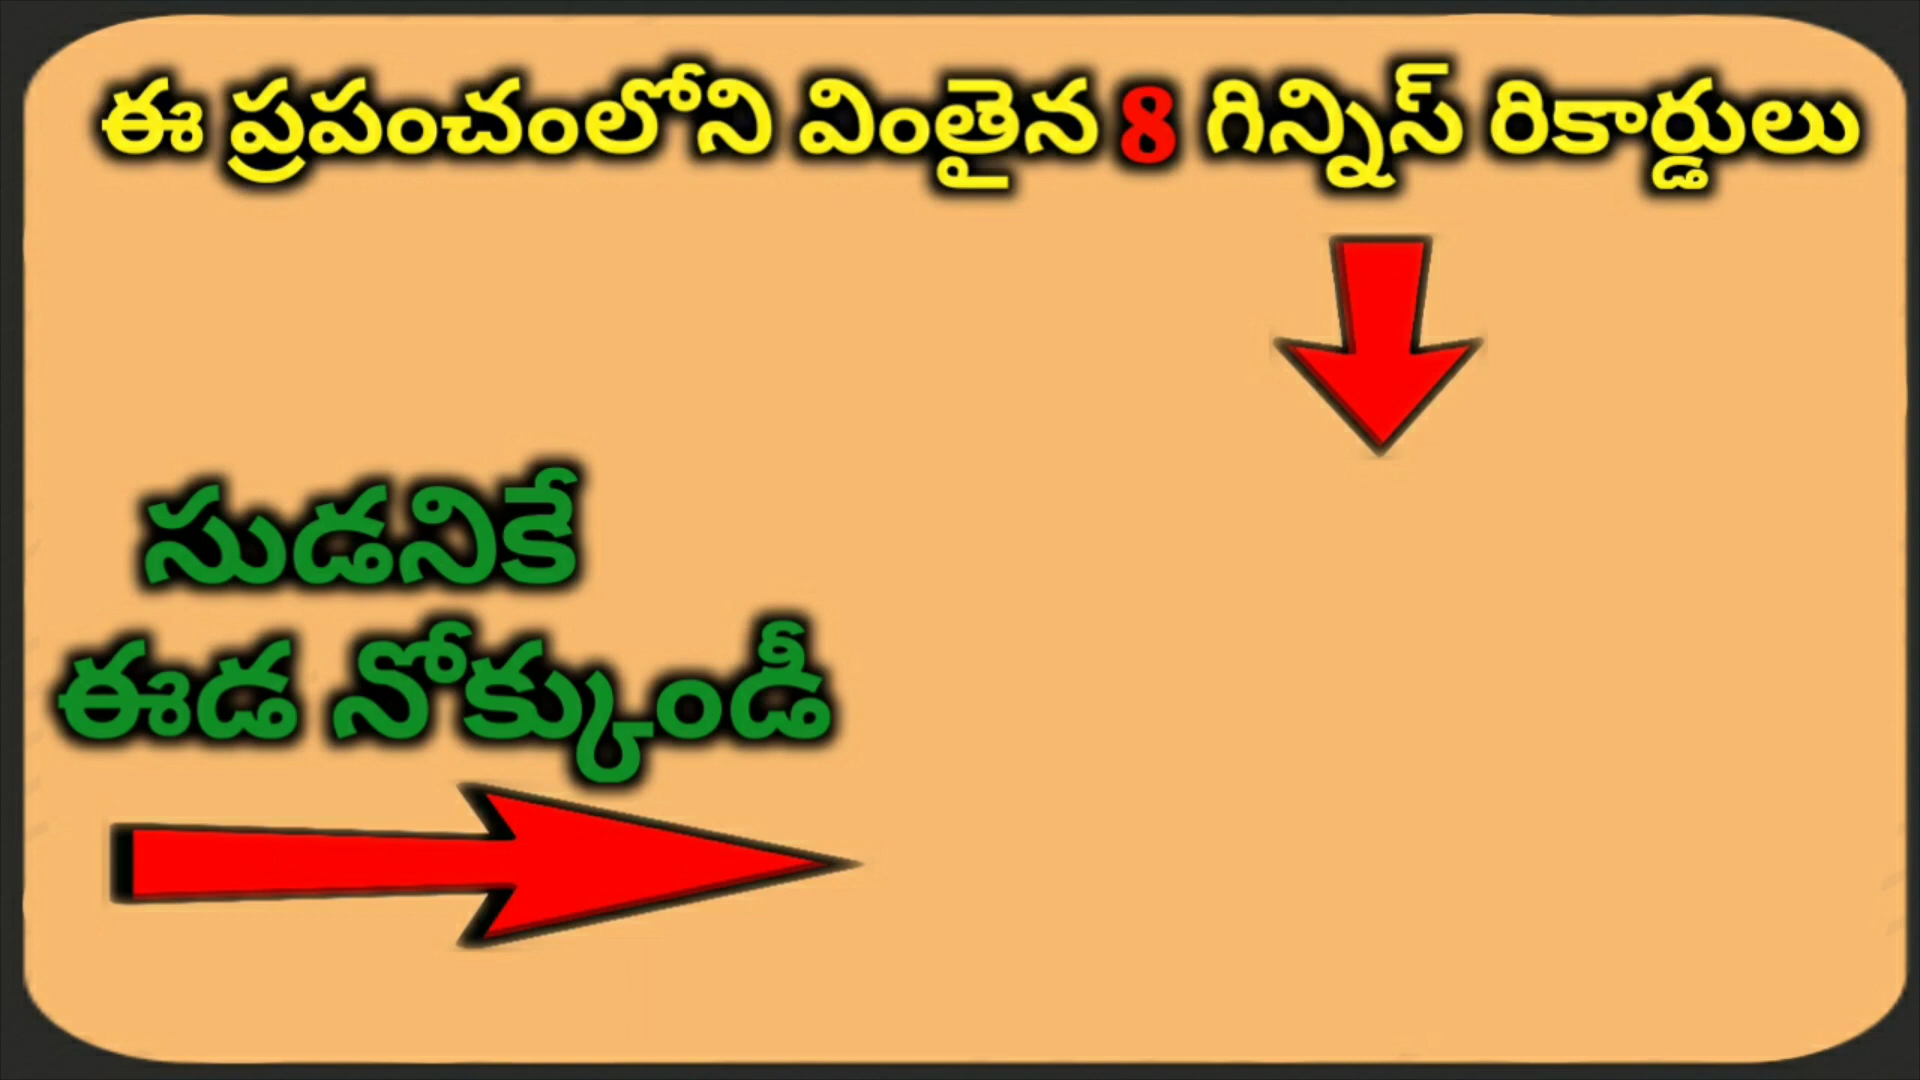 ఈ ప్రపంచంలోని వింతైన 8 గిన్నిస్ రికార్డులు
సుడనికే
ఈడ నోక్కుండీ